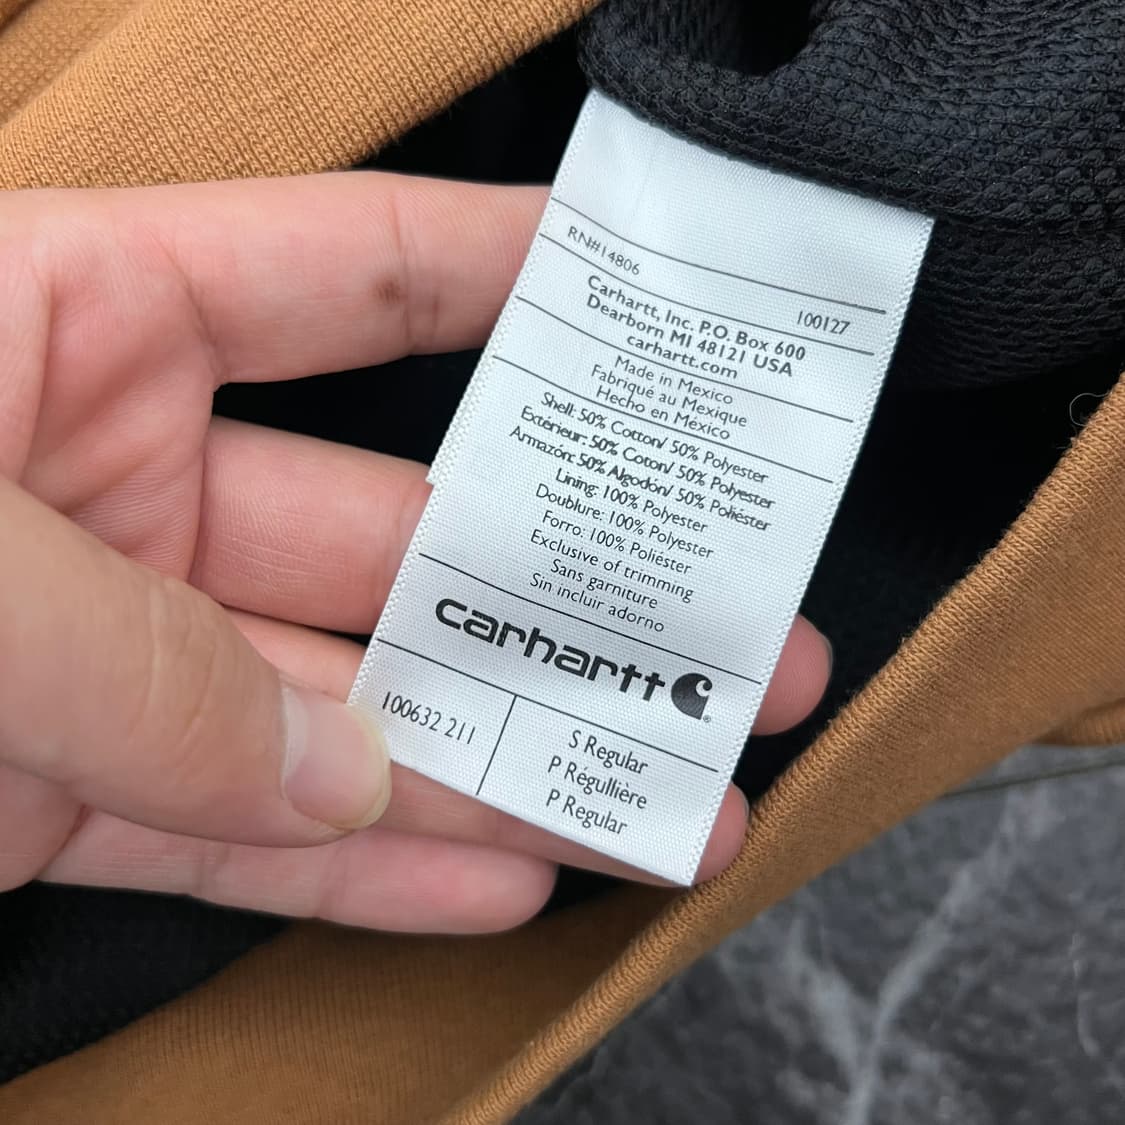 RN#14806
100127
Carhartt, Inc. P.O. Box 600
Dearborn MI 48121 USA
carhartt.com
Made in Mexico
Fabriqué au Mexique
Hecho en México
Shell: 50% Cotton/ 50% Polyester
Extérieur: 50% Coton/ 50% Polyester
Armazón: 50% Algodón/ 50% Poliéster
Lining: 100% Polyester
Doublure: 100% Polyester
Forro: 100% Poliéster
Exclusive of trimming
Sans garniture
Sin incluir adorno
carhartt
100632 211
S Regular
P Régullière
P Regular